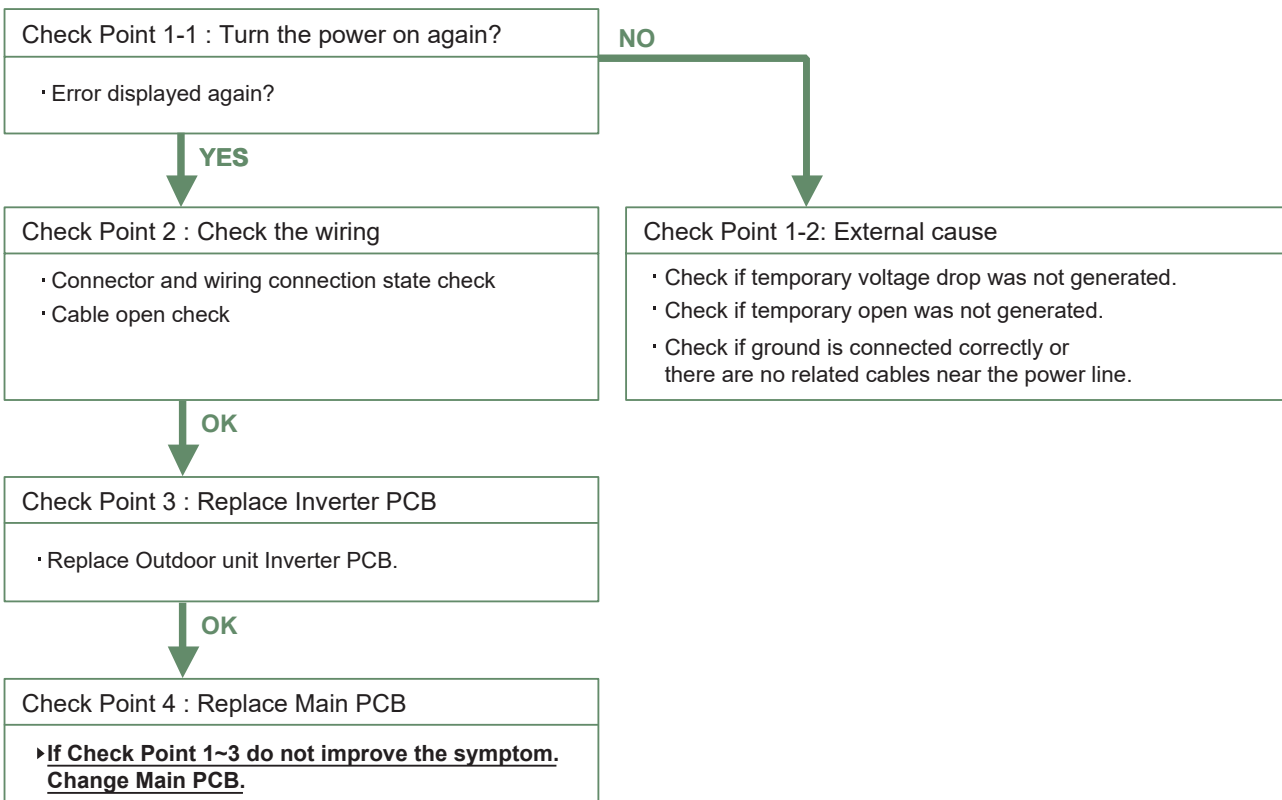 Check Point 1-1 : Turn the power on again?
· Error displayed again?
NO
YES
Check Point 2 : Check the wiring
· Connector and wiring connection state check
· Cable open check
Check Point 1-2: External cause
· Check if temporary voltage drop was not generated.
· Check if temporary open was not generated.
· Check if ground is connected correctly or
there are no related cables near the power line.
OK
Check Point 3 : Replace Inverter PCB
· Replace Outdoor unit Inverter PCB.
OK
Check Point 4 : Replace Main PCB
▶If Check Point 1~3 do not improve the symptom.
Change Main PCB.